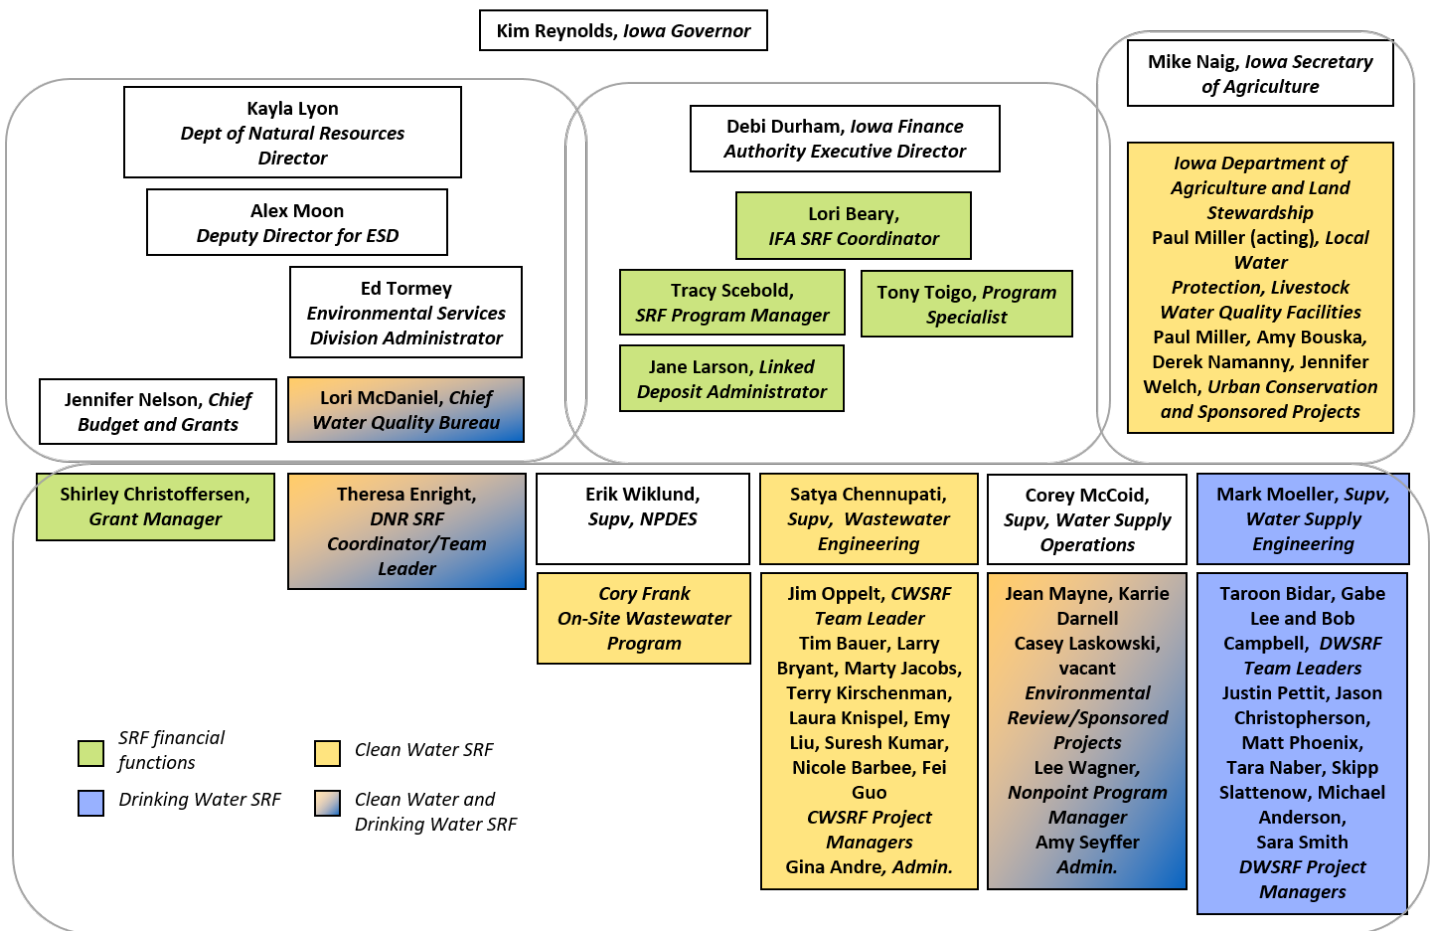 Kim Reynolds, Iowa Governor
Kayla Lyon
Dept of Natural Resources
Director
Alex Moon
Deputy Director for ESD
Ed Tormey
Environmental Services
Division Administrator
Jennifer Nelson, Chief
Budget and Grants
Lori McDaniel, Chief
Water Quality Bureau
Debi Durham, Iowa Finance
Authority Executive Director
Lori Beary,
IFA SRF Coordinator
Tracy Scebold,
SRF Program Manager
Tony Toigo, Program
Specialist
Jane Larson, Linked
Deposit Administrator
Mike Naig, Iowa Secretary
of Agriculture
Iowa Department of
Agriculture and Land
Stewardship
Paul Miller (acting), Local
Water
Protection, Livestock
Water Quality Facilities
Paul Miller, Amy Bouska,
Derek Namanny, Jennifer
Welch, Urban Conservation
and Sponsored Projects
Shirley Christoffersen,
Grant Manager
Theresa Enright,
DNR SRF
Coordinator/Team
Leader
Erik Wiklund,
Supv, NPDES
Cory Frank
On-Site Wastewater
Program
Satya Chennupati,
Supv, Wastewater
Engineering
Jim Oppelt, CWSRF
Team Leader
Tim Bauer, Larry
Bryant, Marty Jacobs,
Terry Kirschenman,
Laura Knispel, Emy
Liu, Suresh Kumar,
Nicole Barbee, Fei
Guo
CWSRF Project
Managers
Gina Andre, Admin.
Corey McCoid,
Supv, Water Supply
Operations
Jean Mayne, Karrie
Darnell
Casey Laskowski,
vacant
Environmental
Review/Sponsored
Projects
Lee Wagner,
Nonpoint Program
Manager
Amy Seyffer
Admin.
Mark Moeller, Supv,
Water Supply
Engineering
Taroon Bidar, Gabe
Lee and Bob
Campbell, DWSRF
Team Leaders
Justin Pettit, Jason
Christopherson,
Matt Phoenix,
Tara Naber, Skipp
Slattenow, Michael
Anderson,
Sara Smith
DWSRF Project
Managers
SRF financial
functions
Clean Water SRF
Drinking Water SRF
Clean Water and
Drinking Water SRF